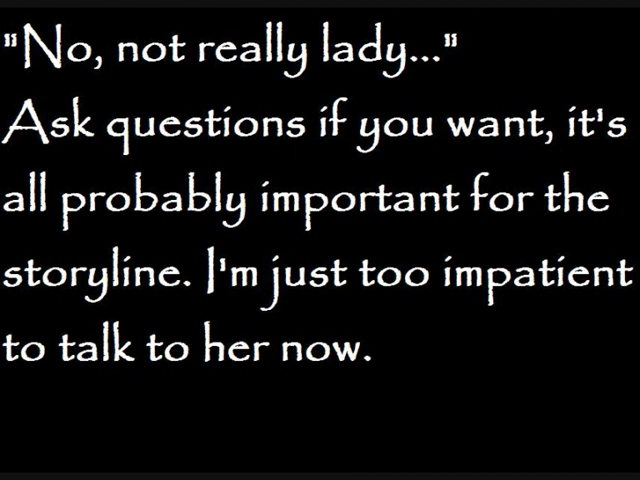 "No, not really lady..."
Ask questions if you want, it's
all probably important for the
storyline. I'm just too impatient
to talk to her now.